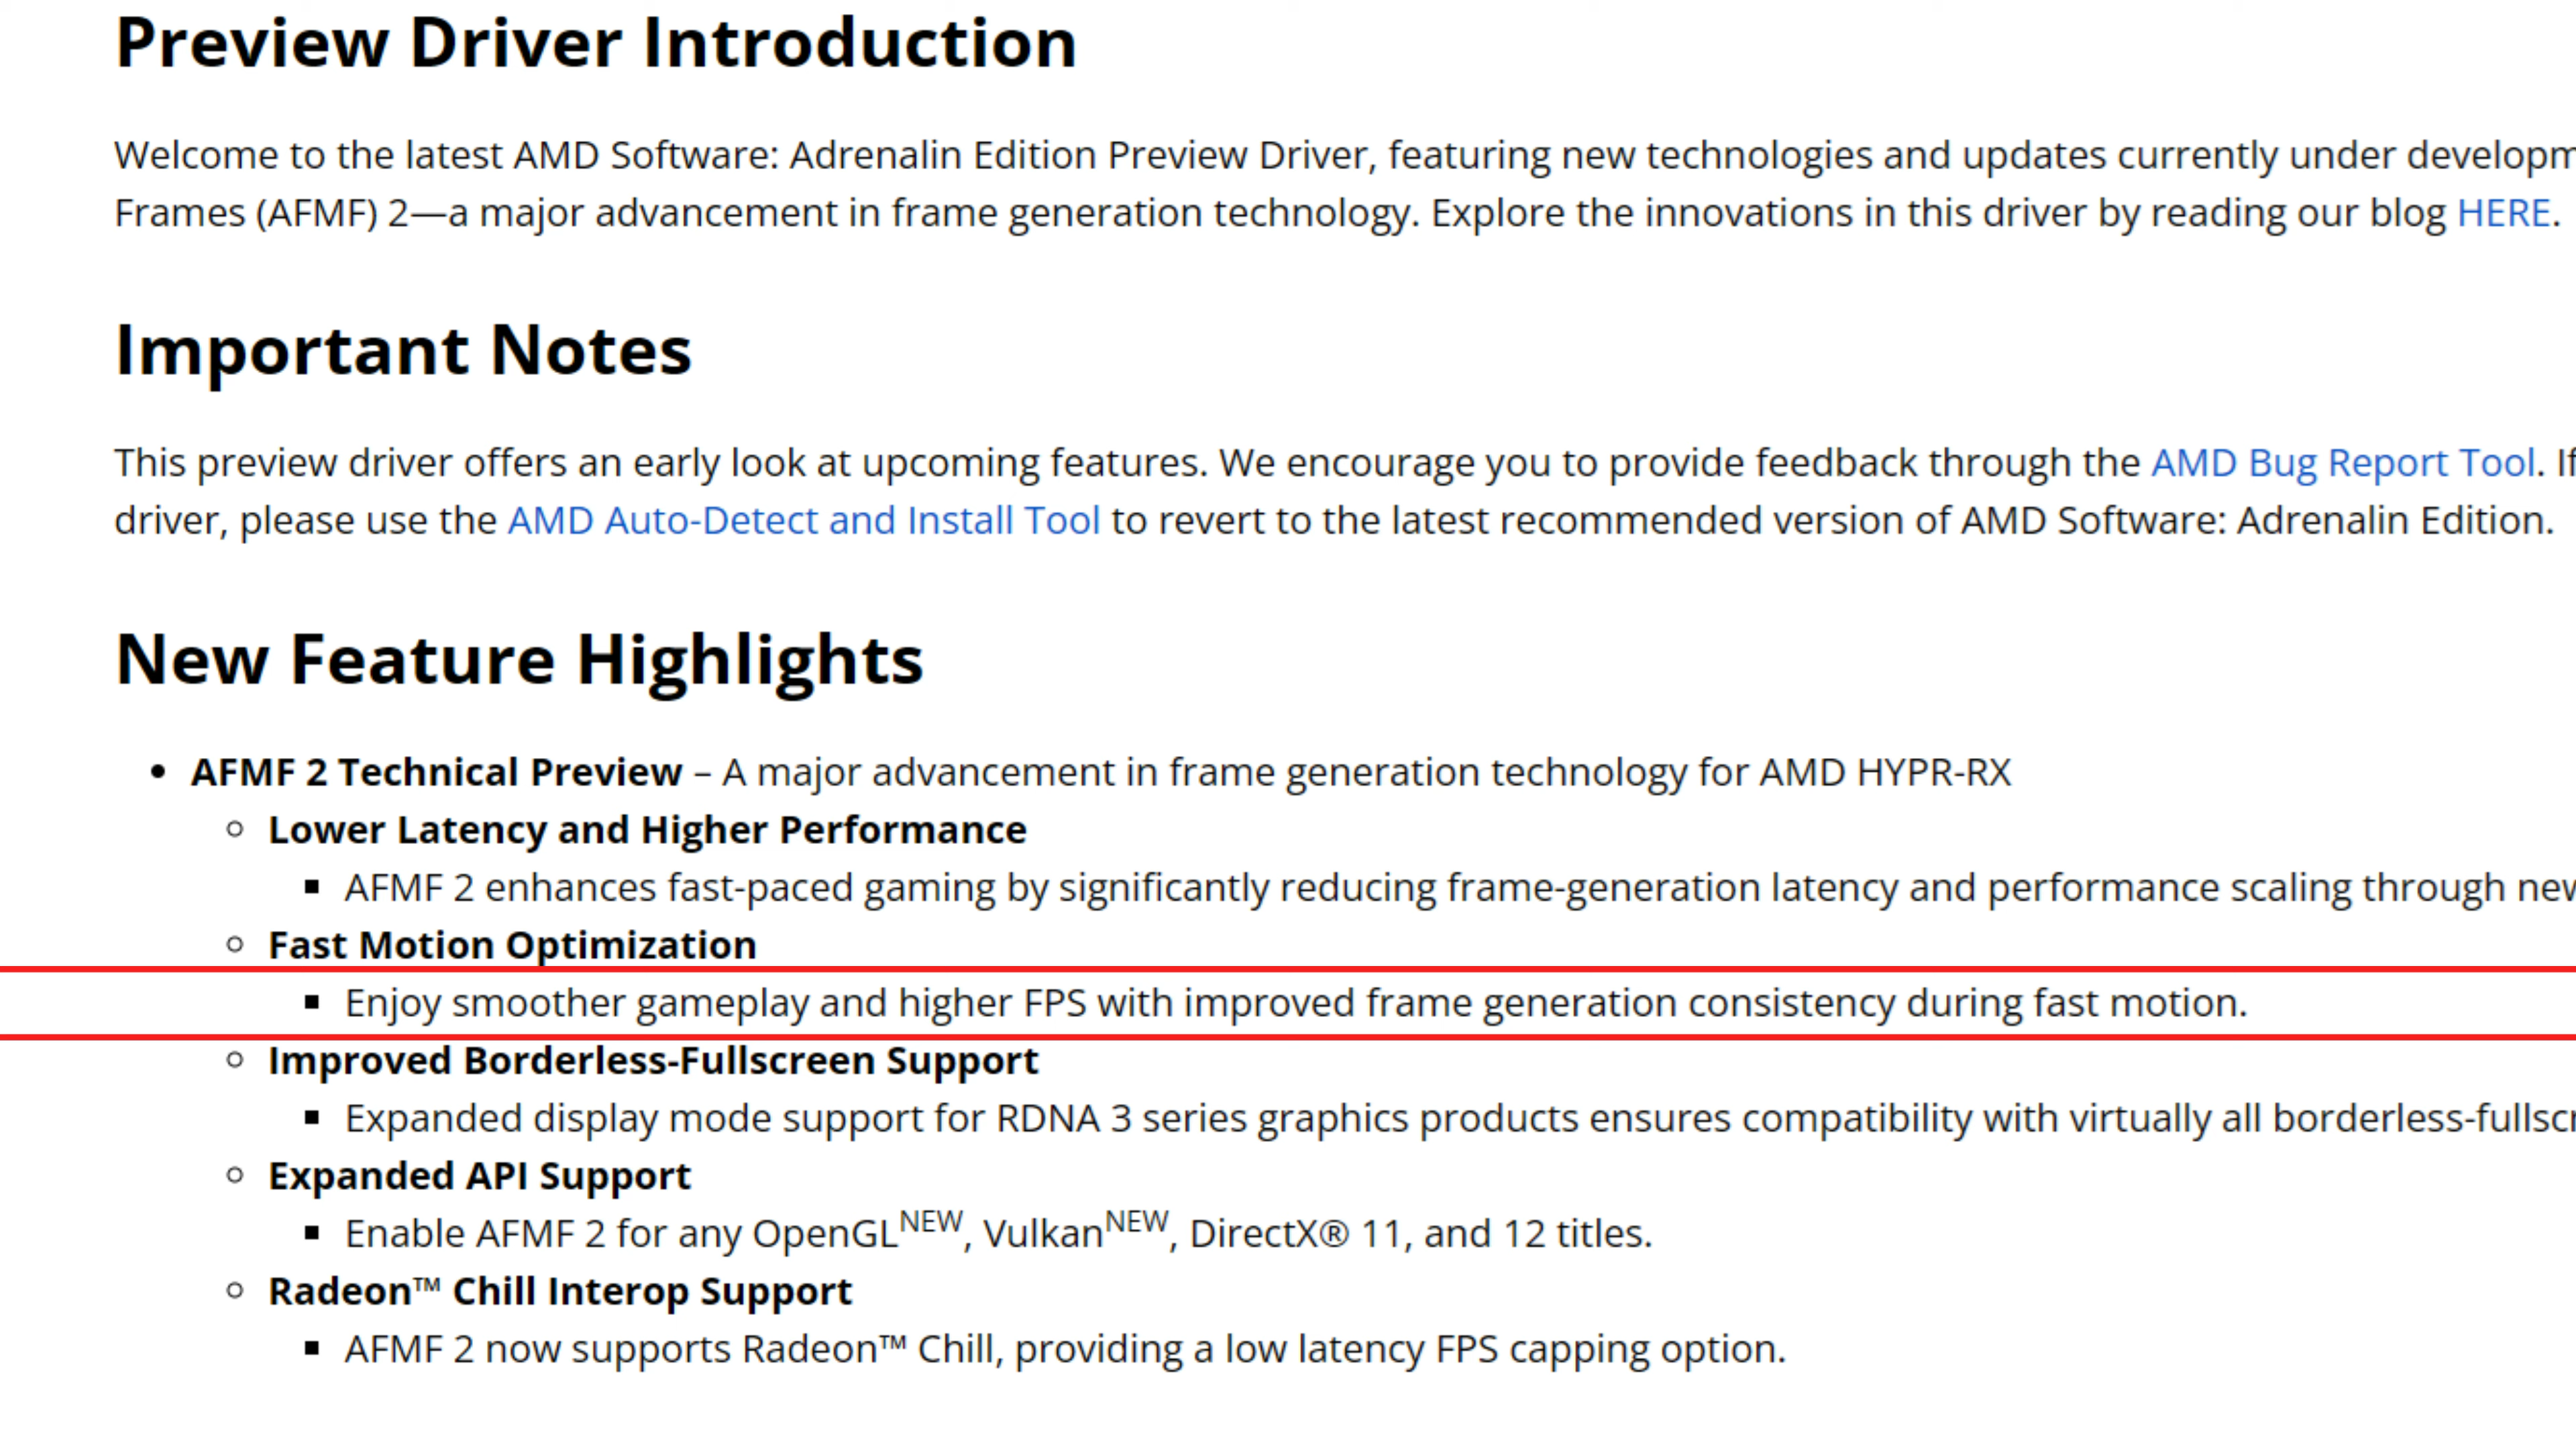 Preview Driver Introduction
Welcome to the latest AMD Software: Adrenalin Edition Preview Driver, featuring new technologies and updates currently under
Frames (AFMF) 2—a major advancement in frame generation technology. Explore the innovations in this driver by reading our blog HERE.
Important Notes
This preview driver offers an early look at upcoming features. We encourage you to provide feedback through the AMD Bug Report Tool. If
driver, please use the AMD Auto-Detect and Install Tool to revert to the latest recommended version of AMD Software: Adrenalin Edition.
New Feature Highlights
• AFMF 2 Technical Preview – A major advancement in frame generation technology for AMD HYPR-RX
○ Lower Latency and Higher Performance
▪ AFMF 2 enhances fast-paced gaming by significantly reducing frame-generation latency and performance scaling through
○ Fast Motion Optimization
▪ Enjoy smoother gameplay and higher FPS with improved frame generation consistency during fast motion.
○ Improved Borderless-Fullscreen Support
▪ Expanded display mode support for RDNA 3 series graphics products ensures compatibility with virtually all
○ Expanded API Support
▪ Enable AFMF 2 for any OpenGLNEW, VulkanNEW, DirectX® 11, and 12 titles.
○ Radeon™ Chill Interop Support
▪ AFMF 2 now supports Radeon™ Chill, providing a low latency FPS capping option.